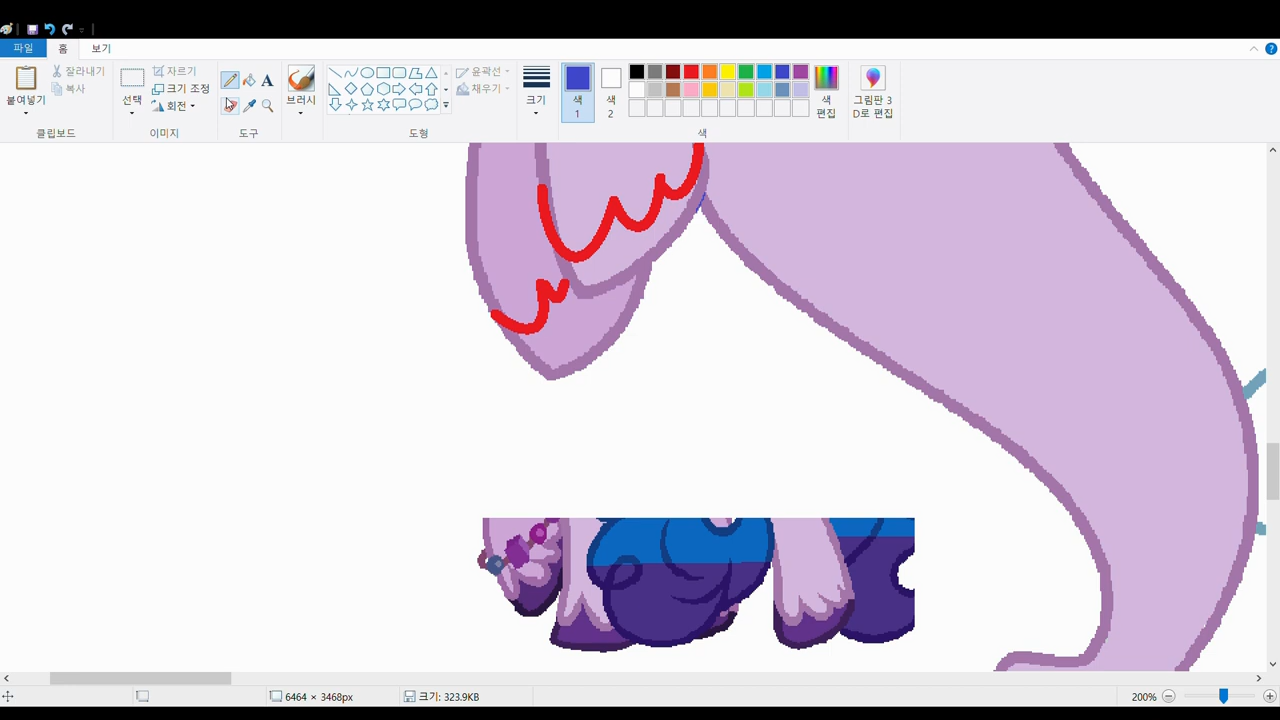 파일 홈 보기
붙여넣기
잘라내기
복사
클립보드
선택
자르기
크기 조정
회전
이미지
A
도구
브러시
윤곽선
채우기
도형
크기
색
1
색
2
색
편집
색
그림판 3
D로 편집
6464 × 3468px
크기: 323.9KB
200%